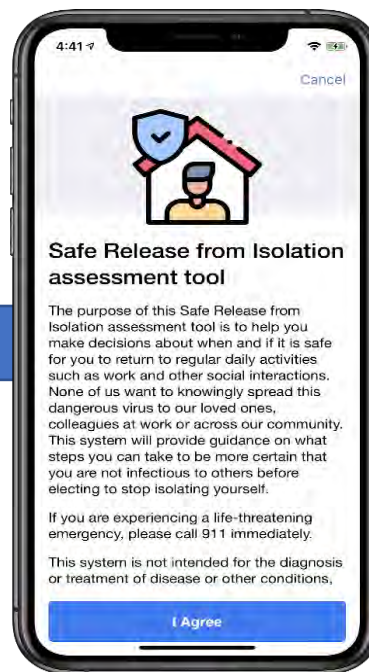 4:41
Cancel
Safe Release from Isolation
assessment tool
The purpose of this Safe Release from
Isolation assessment tool is to help you
make decisions about when and if it is safe
for you to return to regular daily activities
such as work and other social interactions.
None of us want to knowingly spread this
dangerous virus to our loved ones,
colleagues at work or across our community.
This system will provide guidance on what
steps you can take to be more certain that
you are not infectious to others before
electing to stop isolating yourself.
If you are experiencing a life-threatening
emergency, please call 911 immediately.
This system is not intended for the diagnosis
or treatment of disease or other conditions,
I Agree